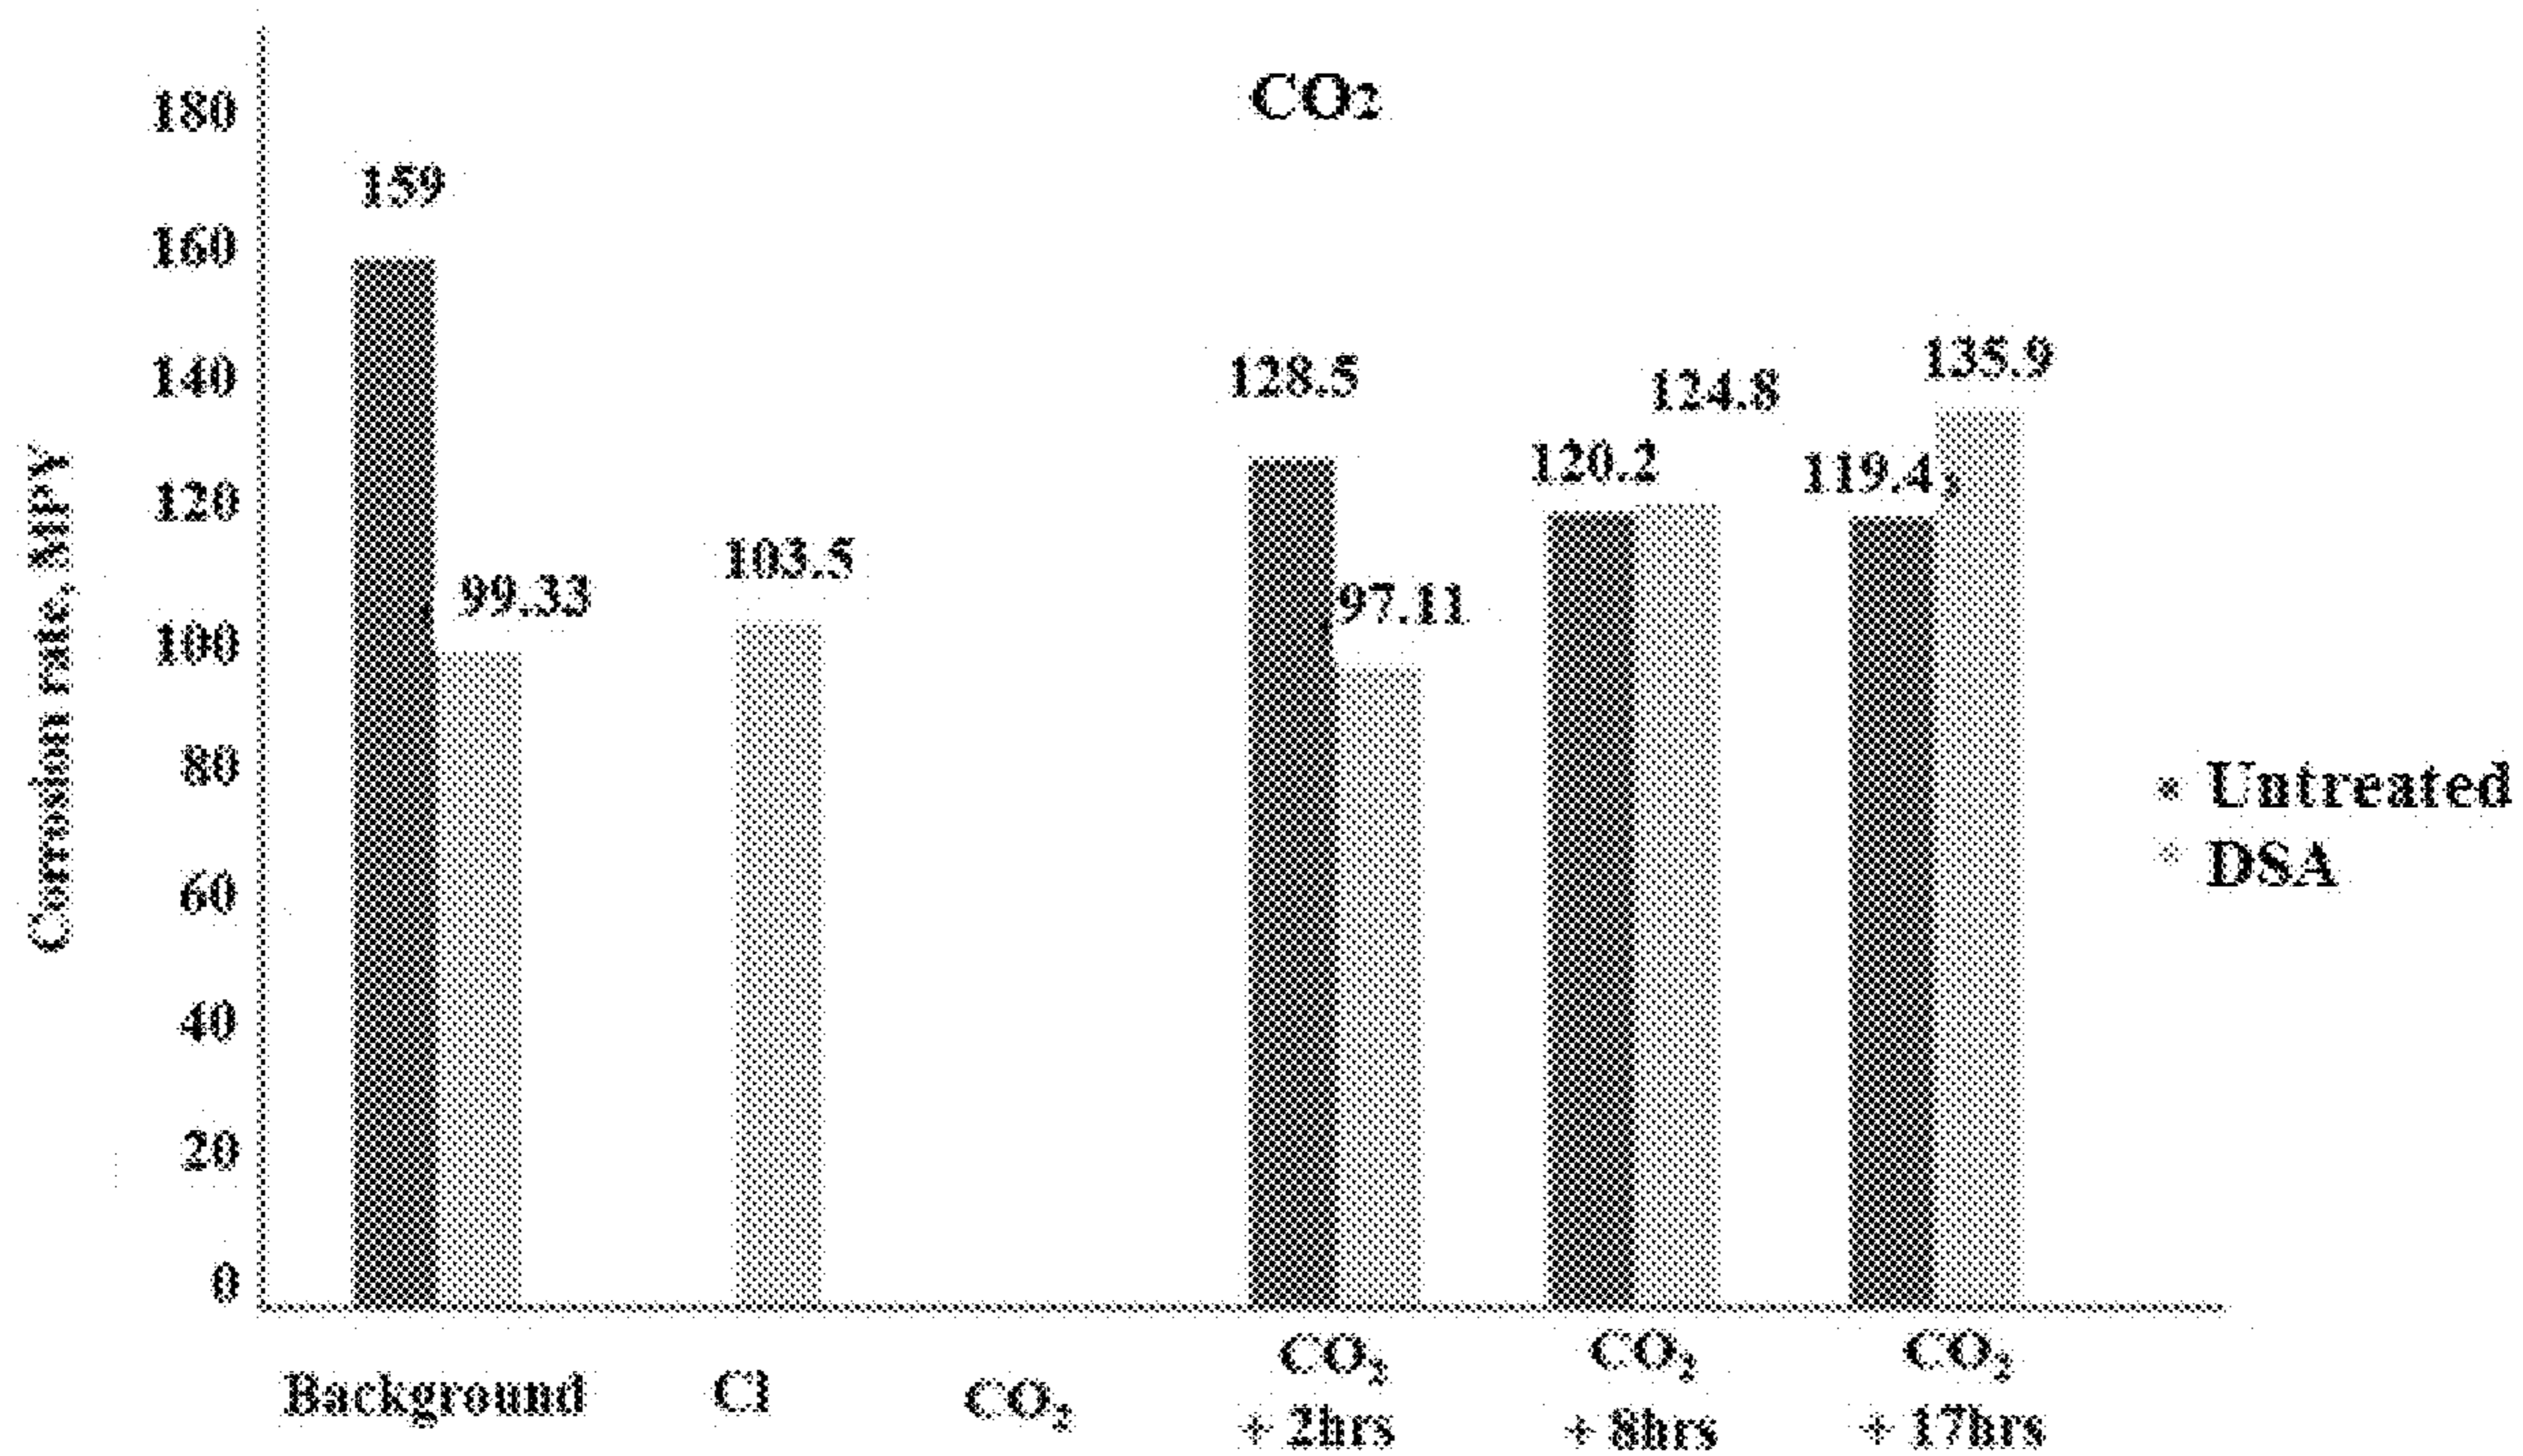 CO₂
Corrosion rate, MPY
180
160
140
120
100
80
60
40
20
0
159
99.33
103.5
128.5
97.11
120.2
124.8
119.4
135.9
Background
Cl
CO₂
CO₂
+ 2hrs
CO₂
+ 8hrs
CO₂
+ 17hrs
Untreated
DSA